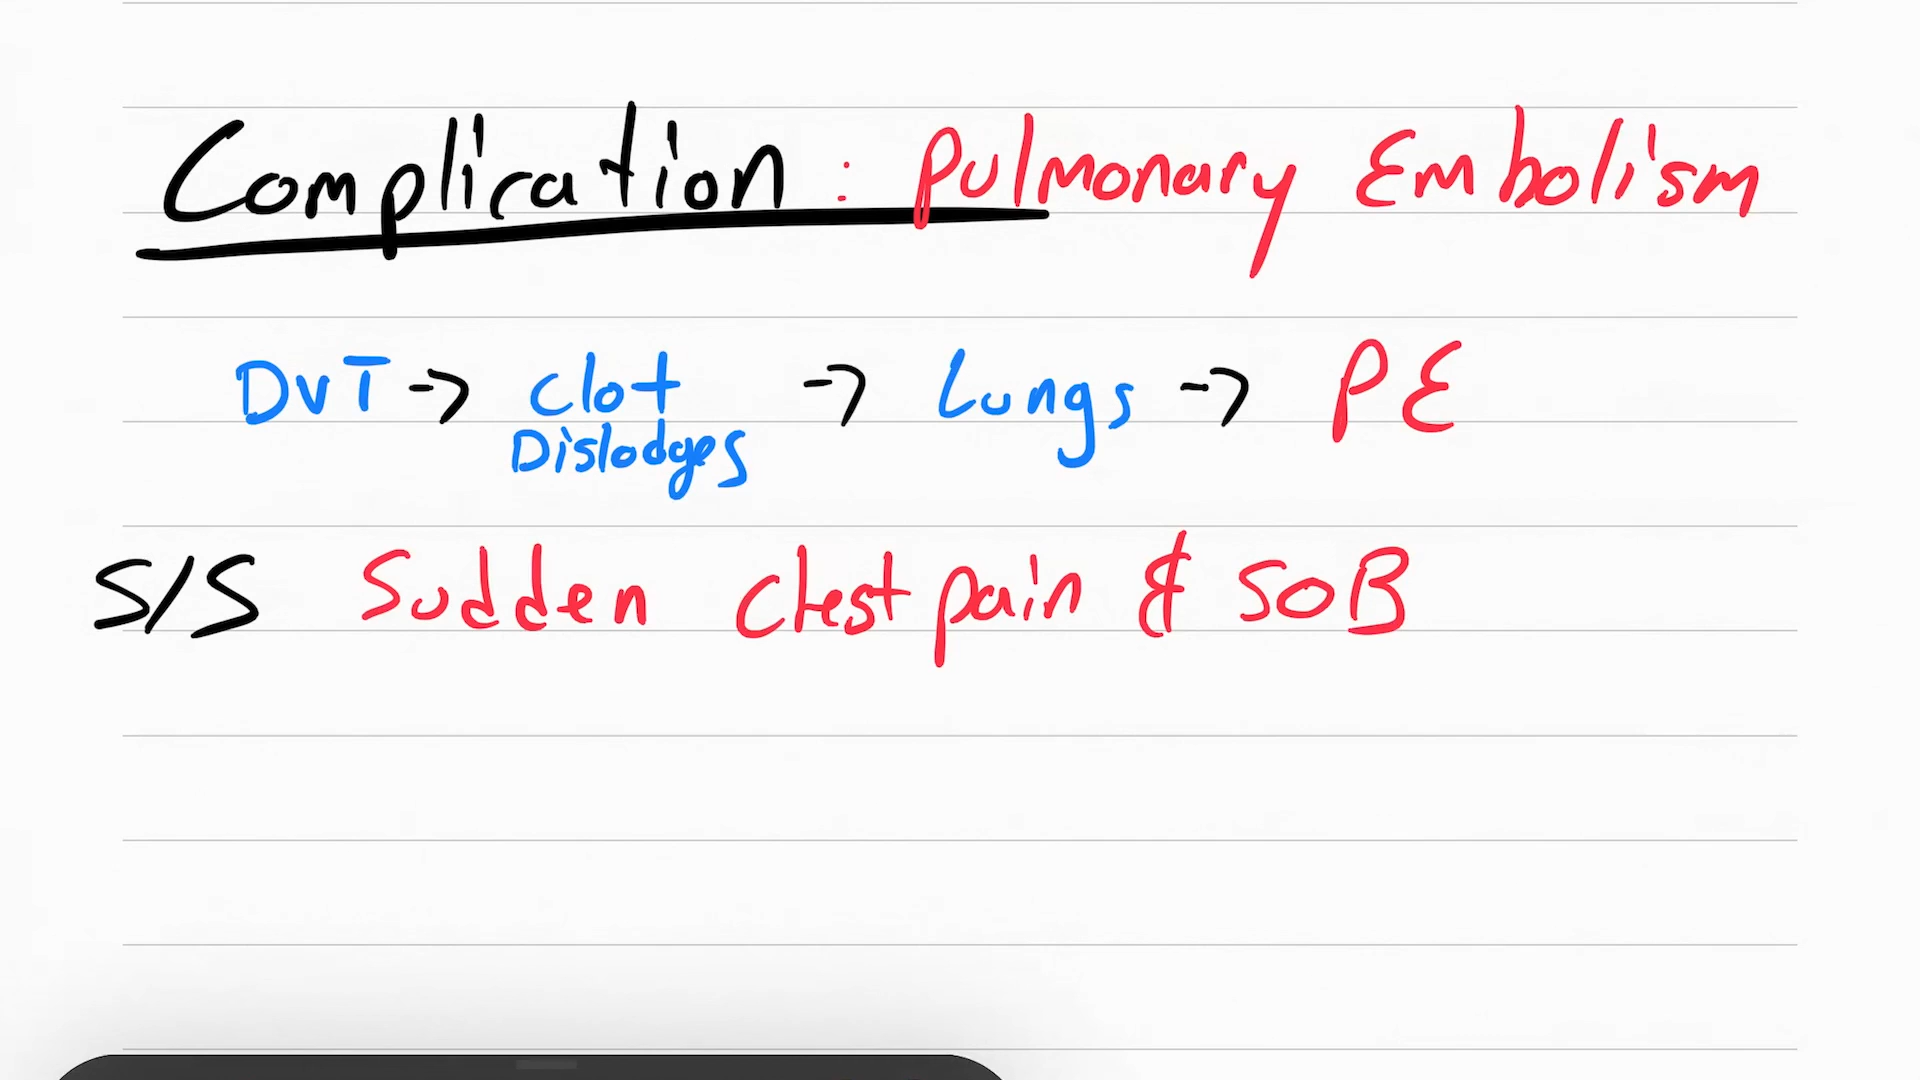 Complication : Pulmonary Embolism
DVT -> Clot Dislodges -> Lungs -> PE
S/S Sudden Chest pain & SOB